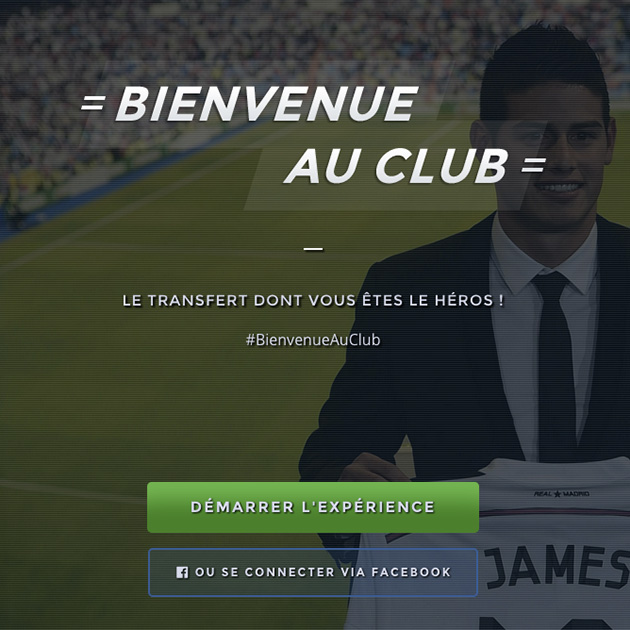 = BIENVENUE
AU CLUB =
—
LE TRANSFERT DONT VOUS ÊTES LE HÉROS !
#BienvenueAuClub
REAL ★ MADRID
DÉMARRER L'EXPÉRIENCE
OU SE CONNECTER VIA FACEBOOK
JAMES